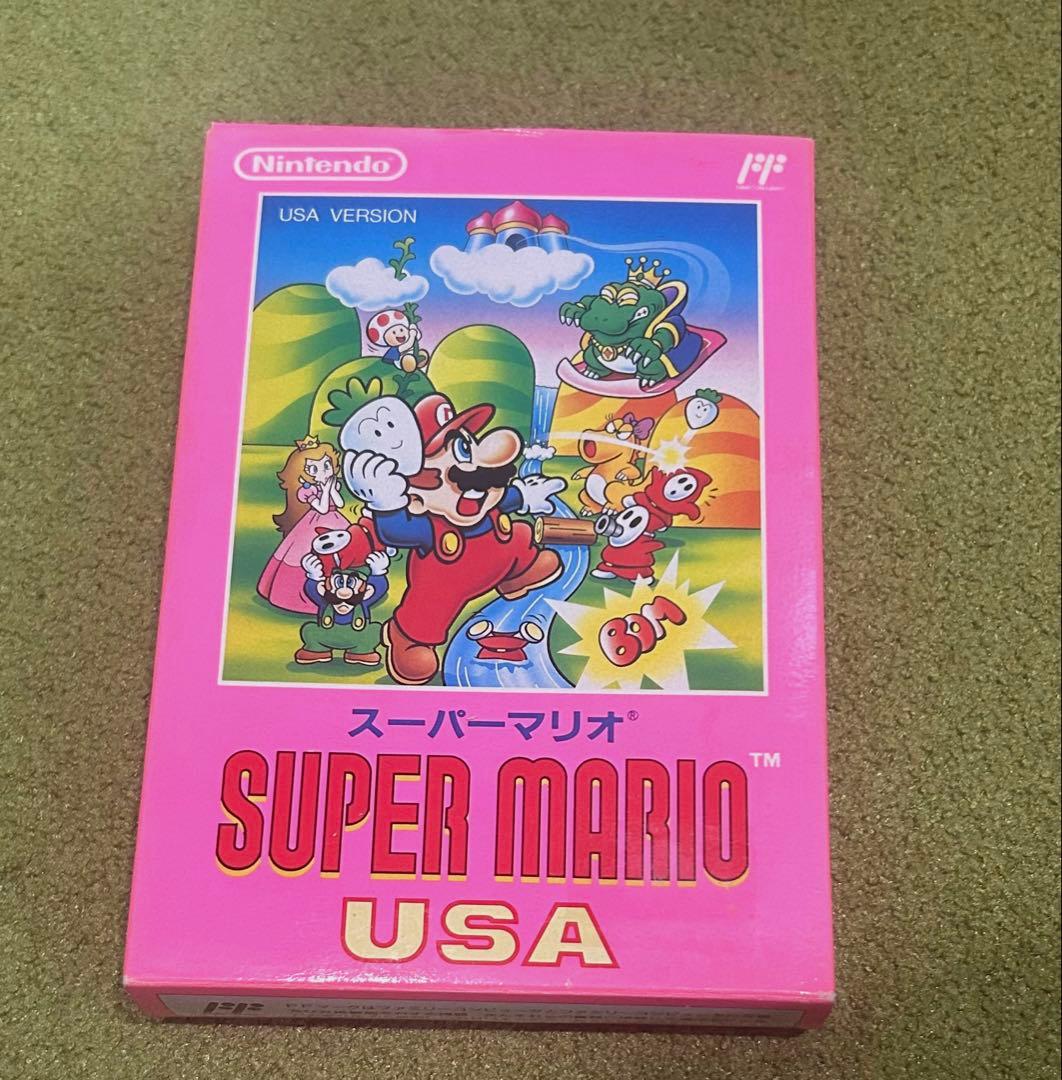 Nintendo
USA VERSION
BOM
スーパーマリオ®
SUPER MARIO™
USA